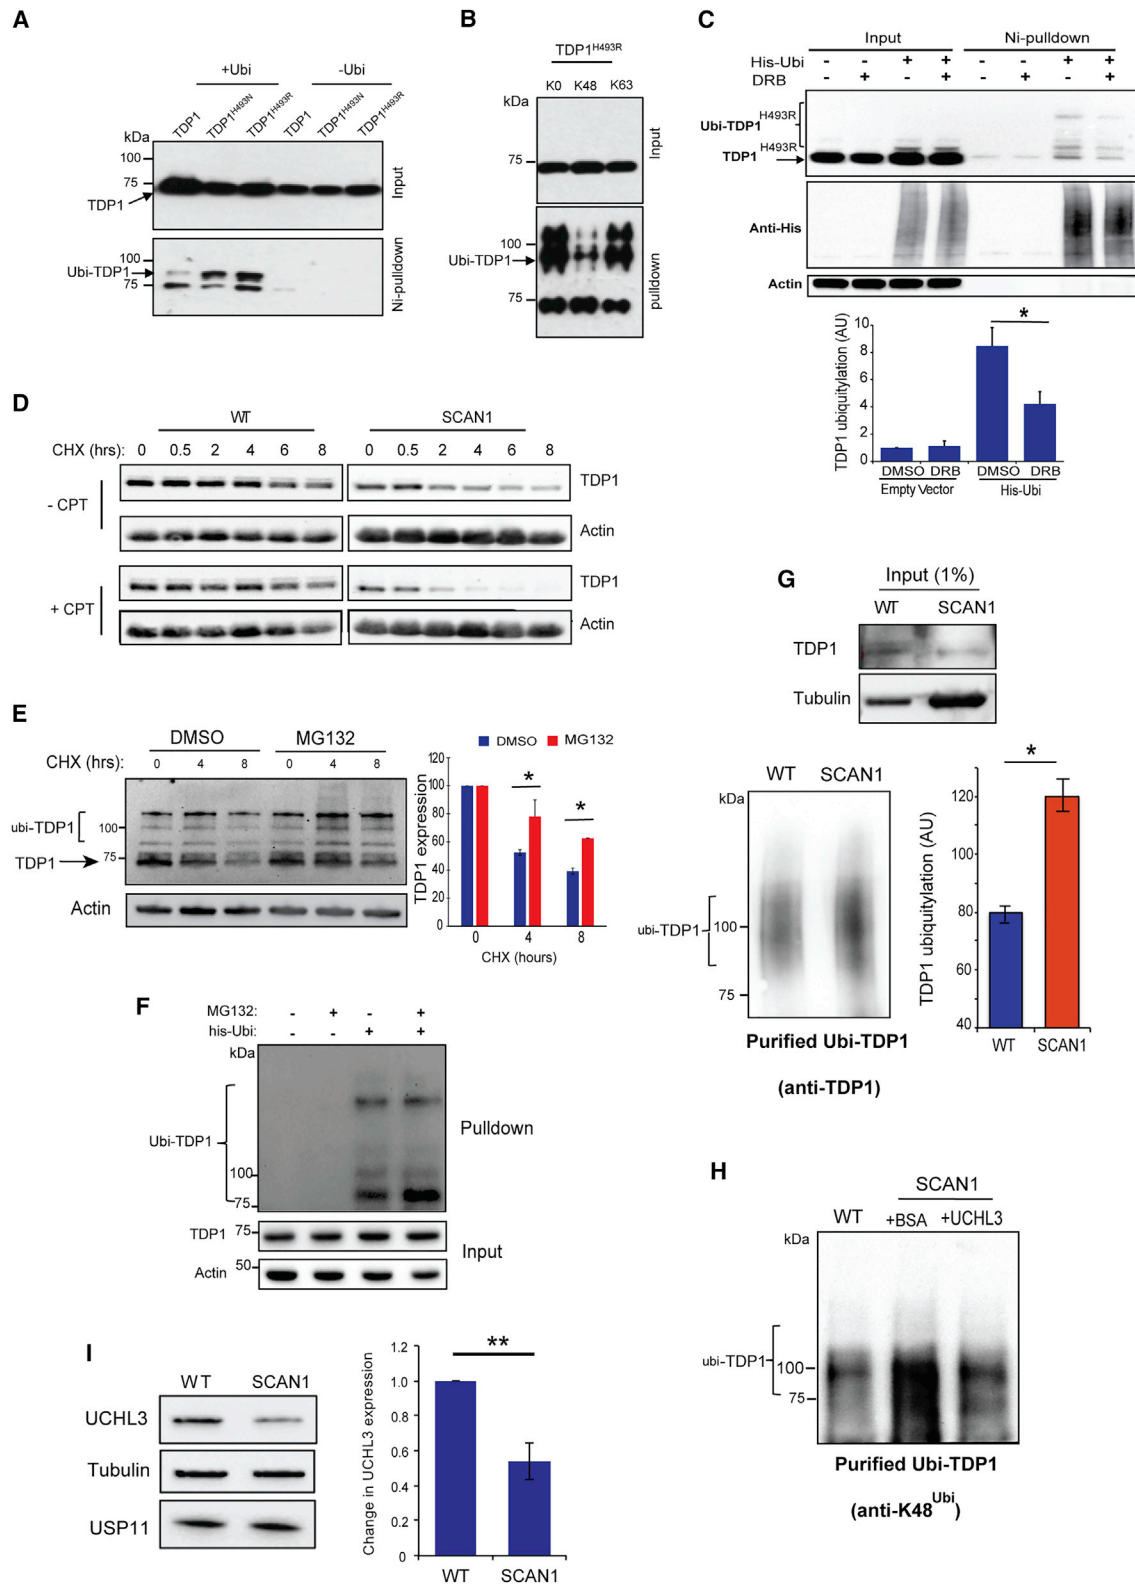 A
+Ubi -Ubi
TDP1 TDP1H493N TDP1H493R TDP1 TDP1H493N TDP1H493R
kDa
100
75
TDP1
Input
100
Ubi-TDP1
75
Ni-pulldown
B
TDP1H493R
K0 K48 K63
kDa
75
Input
100
Ubi-TDP1
75
pulldown
C
Input Ni-pulldown
His-Ubi - - + + - - + +
DRB - + - + - + - +
Ubi-TDP1H493R
TDP1H493R
Anti-His
Actin
TDP1 ubiquitylation (AU)
10
8
6
4
2
0
*
DMSO DRB DMSO DRB
Empty Vector His-Ubi
D
WT SCAN1
CHX (hrs): 0 0.5 2 4 6 8 0 0.5 2 4 6 8
- CPT
TDP1
Actin
+ CPT
TDP1
Actin
E
DMSO MG132
CHX (hrs): 0 4 8 0 4 8
ubi-TDP1
100
TDP1
75
Actin
DMSO MG132
TDP1 expression
120
100
80
60
40
20
0
* *
0 4 8
CHX (hours)
F
MG132: - + - +
his-Ubi: - - + +
kDa
Ubi-TDP1
100
75
Pulldown
TDP1 75
50
Actin
Input
G
Input (1%)
WT SCAN1
TDP1
Tubulin
WT SCAN1
kDa
ubi-TDP1 100
75
Purified Ubi-TDP1
(anti-TDP1)
TDP1 ubiquitylation (AU)
120
100
80
60
40
*
WT SCAN1
H
SCAN1
WT +BSA +UCHL3
kDa
ubi-TDP1
100
75
Purified Ubi-TDP1
(anti-K48Ubi)
I
WT SCAN1
UCHL3
Tubulin
USP11
Change in UCHL3 expression
1.2
1.0
0.8
0.6
0.4
0.2
0
**
WT SCAN1